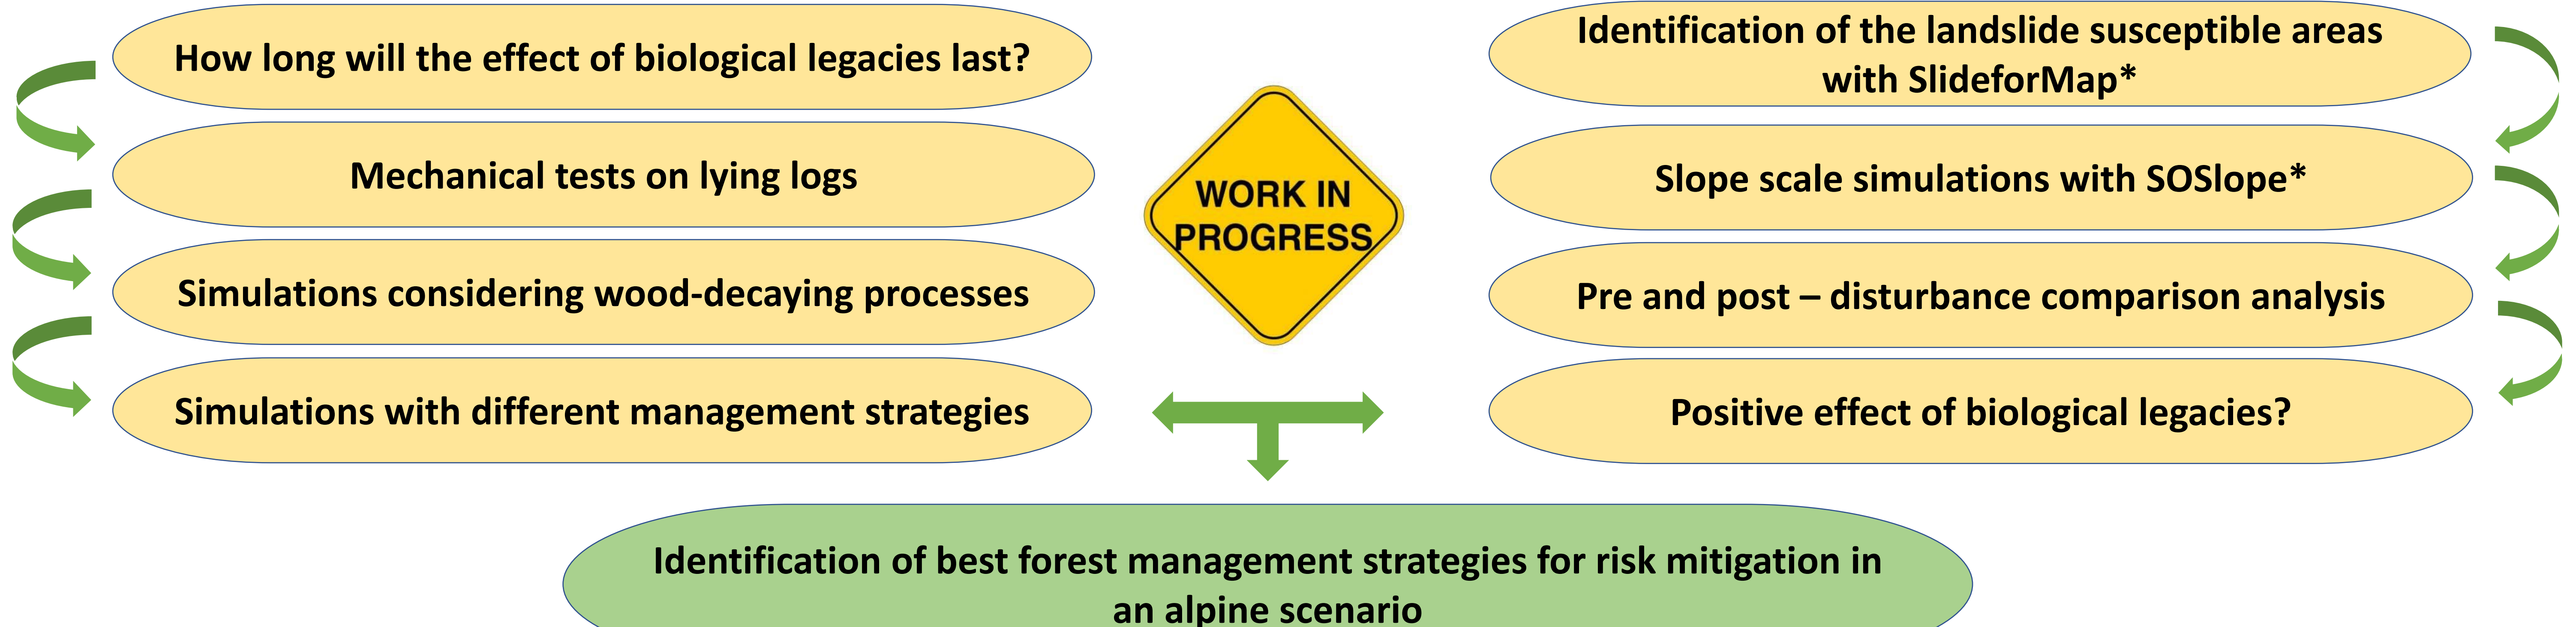 How long will the effect of biological legacies last?
Mechanical tests on lying logs
Simulations considering wood-decaying processes
Simulations with different management strategies
WORK IN
PROGRESS
Identification of the landslide susceptible areas
with SlideforMap*
Slope scale simulations with SOSlope*
Pre and post – disturbance comparison analysis
Positive effect of biological legacies?
Identification of best forest management strategies for risk mitigation in
an alpine scenario